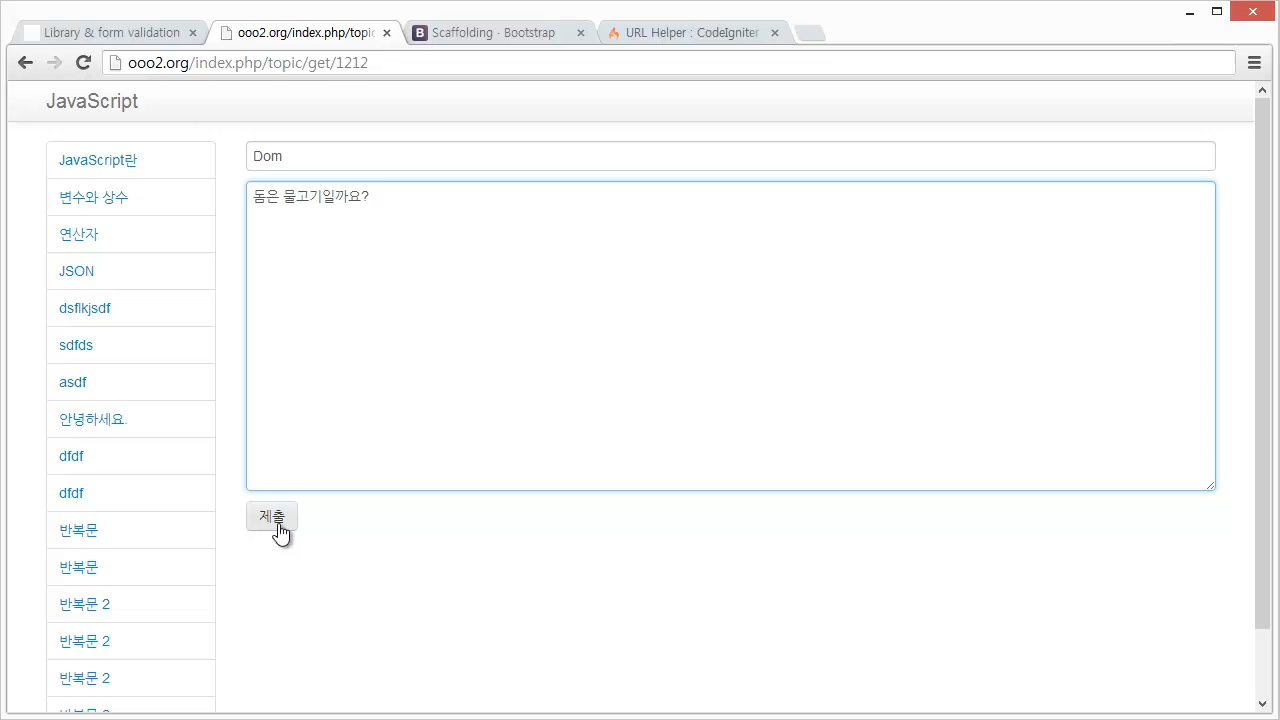 Library & form validation
ooo2.org/index.php/topic
Scaffolding · Bootstrap
URL Helper : CodeIgniter
ooo2.org/index.php/topic/get/1212
JavaScript
JavaScript란
변수와 상수
연산자
JSON
dsflkjsdf
sdfds
asdf
안녕하세요.
dfdf
dfdf
반복문
반복문
반복문 2
반복문 2
반복문 2
Dom
돔은 물고기일까요?
제출